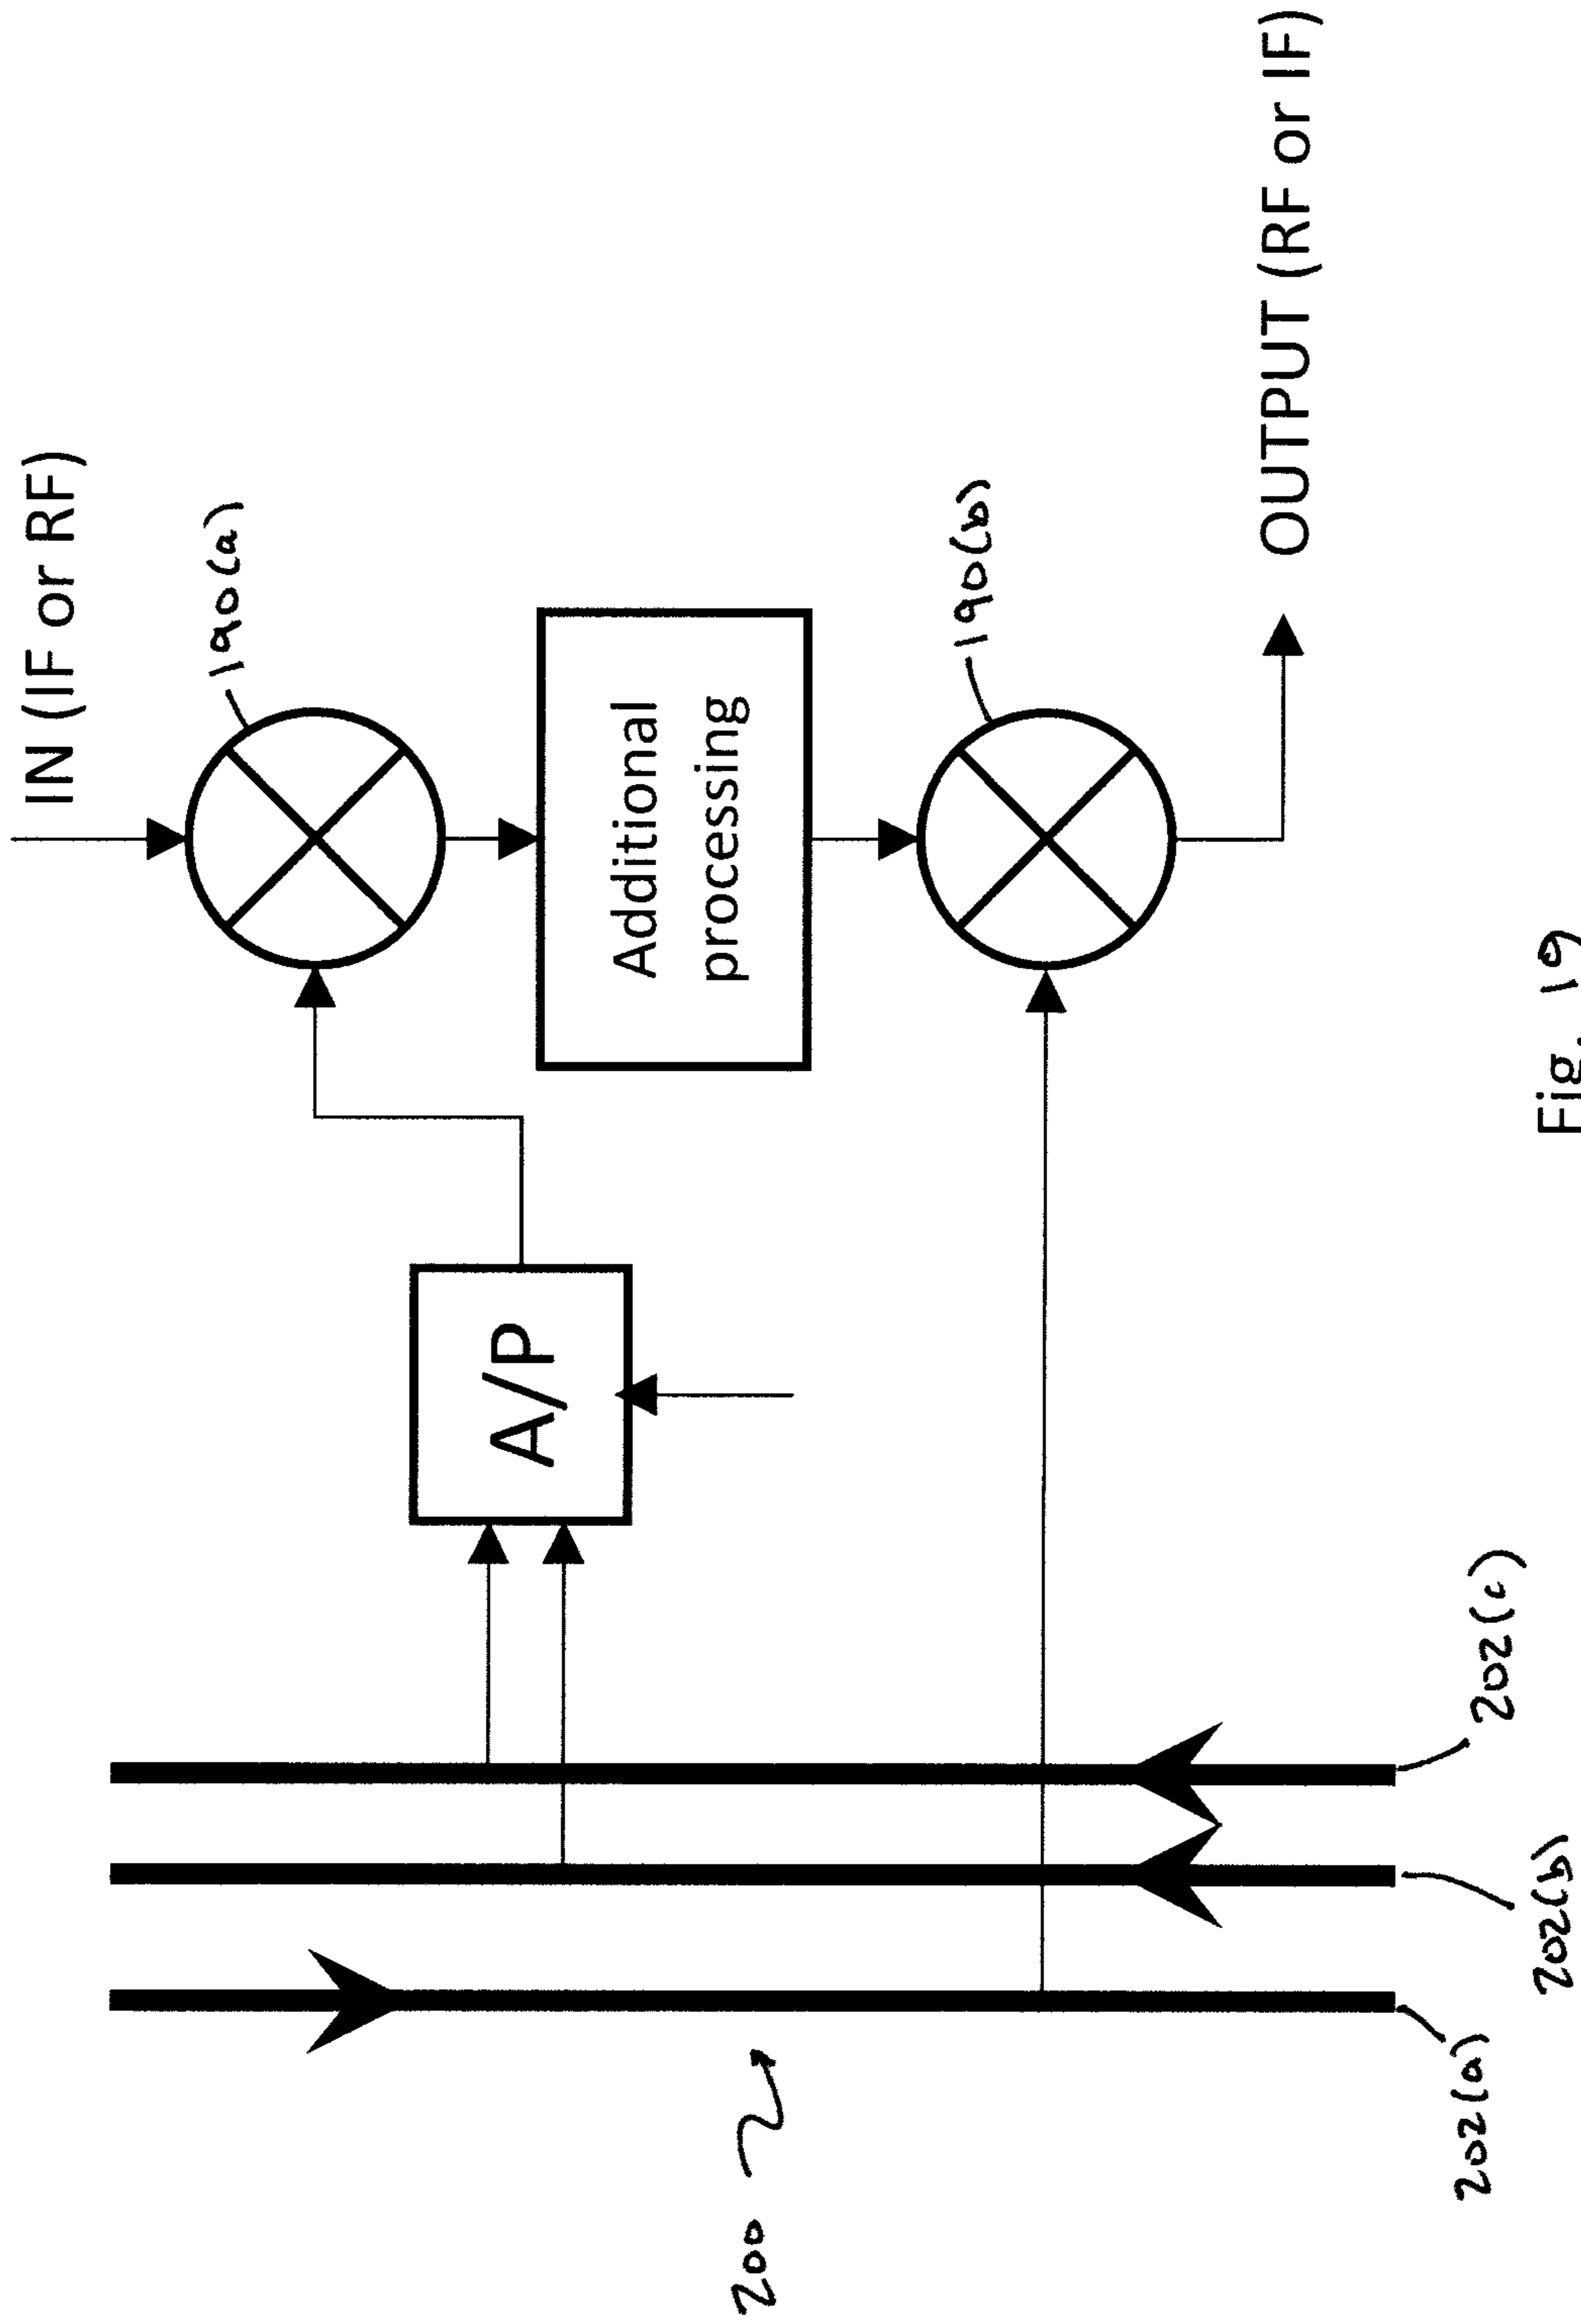 IN (IF or RF)
190(a)
Additional
processing
A/P
190(b)
OUTPUT (RF or IF)
200
202(a)
202(b)
202(c)
Fig. 19